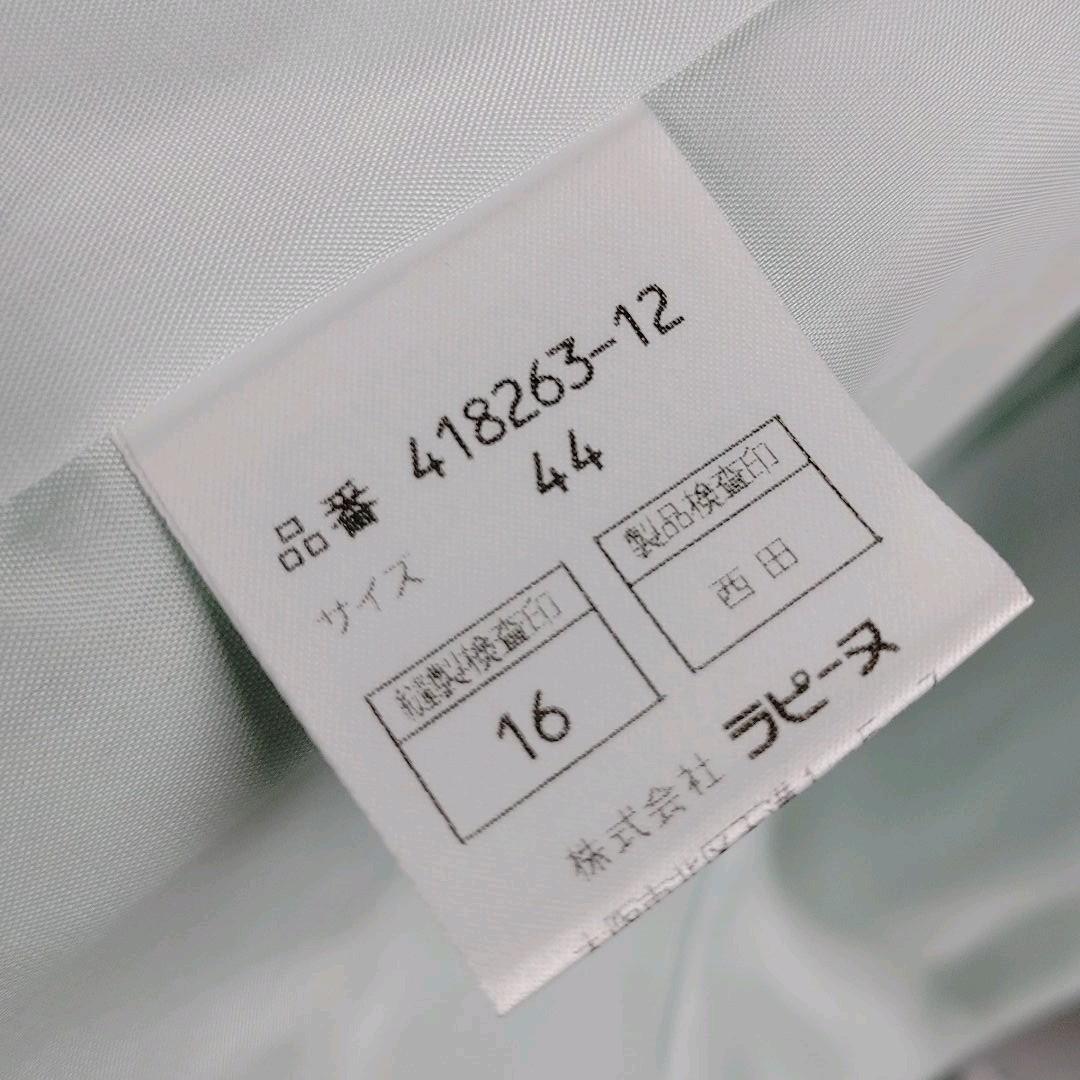 品番 418263-12
サイズ 44
縫製検査印 製品検査印
16 西田
株式会社 ラピーヌ